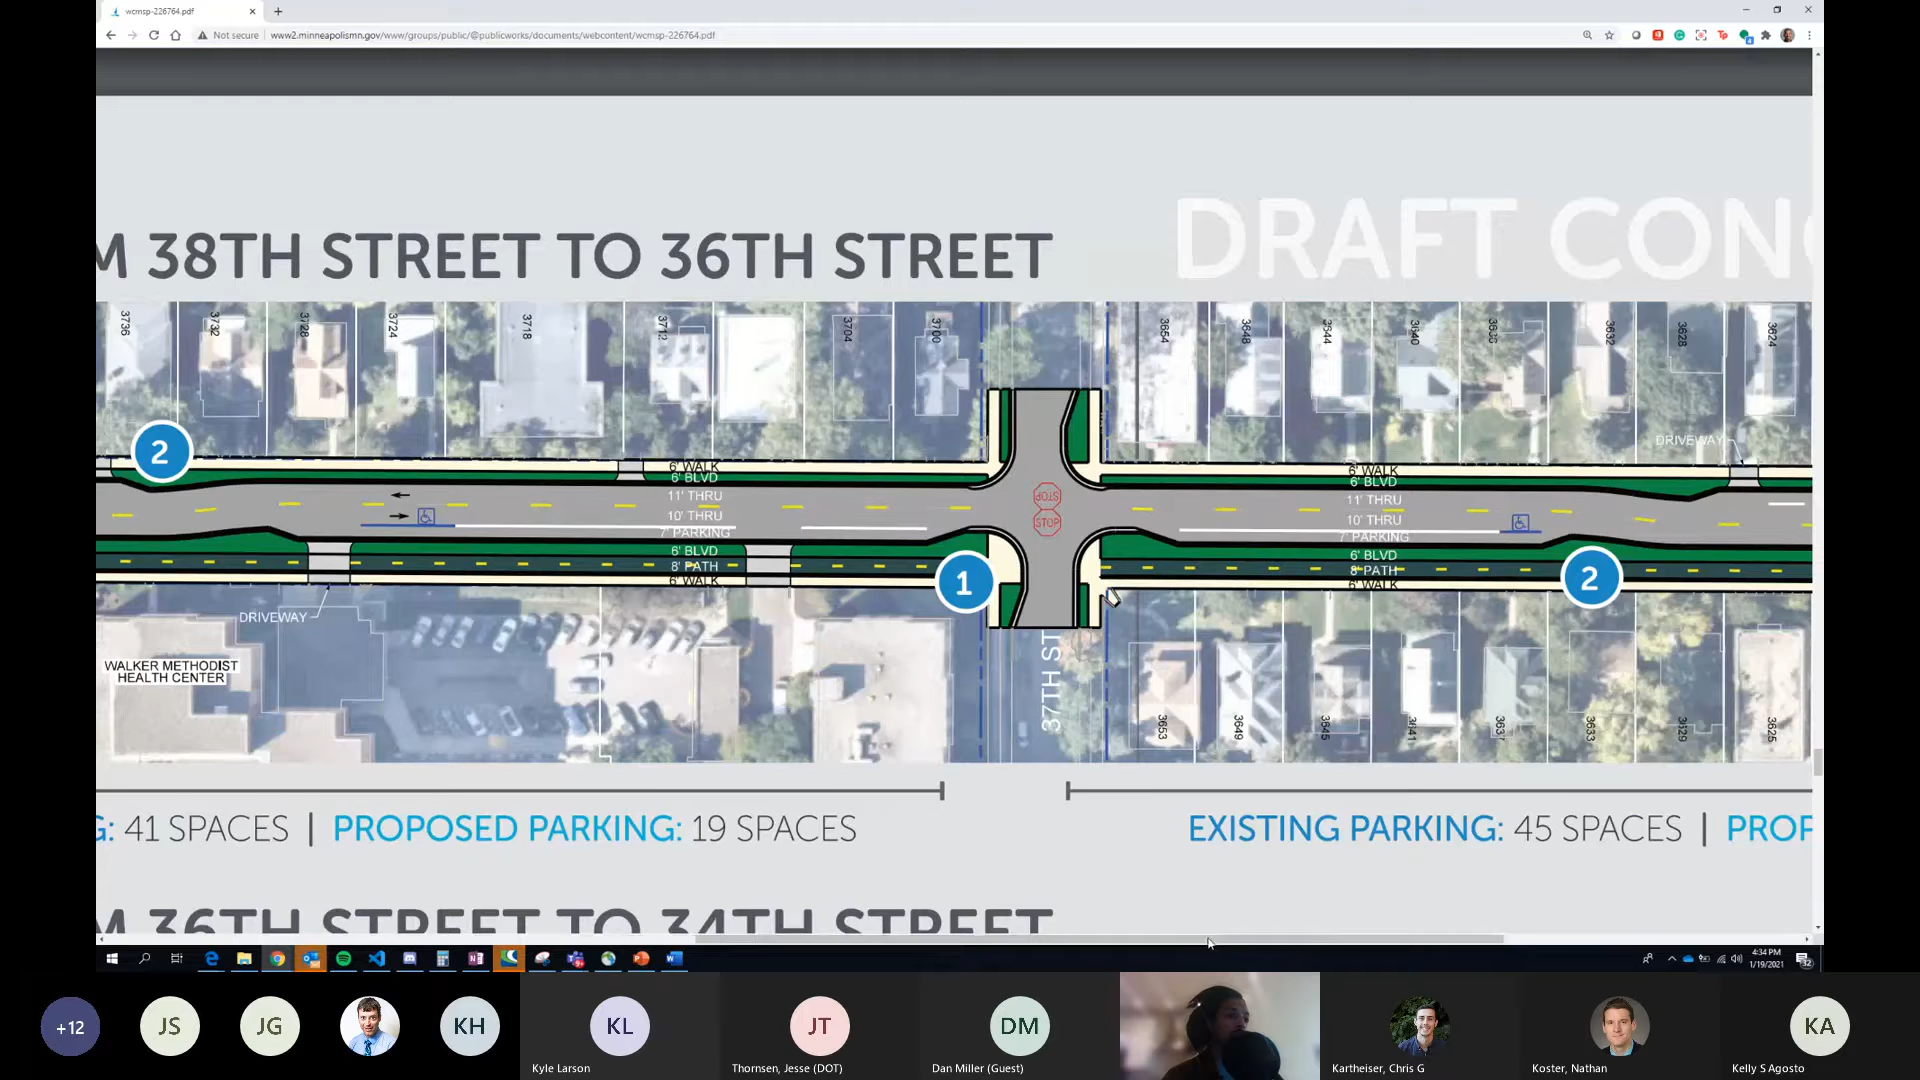 wcmsp-226764.pdf
Not secure
www2.minneapolismn.gov/www/groups/public/@publicworks/documents/webcontent/wcmsp-226764.pdf
DRAFT CON
M 38TH STREET TO 36TH STREET
3736
3732
3728
3724
3718
3712
3704
3700
3654
3648
3644
3640
3636
3632
3628
3624
DRIVEWAY
2
6' WALK
6' BLVD
11' THRU
10' THRU
7' PARKING
6' BLVD
8' PATH
6' WALK
STOP
STOP
6' WALK
6' BLVD
11' THRU
10' THRU
7' PARKING
6' BLVD
8' PATH
6' WALK
1
2
DRIVEWAY
WALKER METHODIST
HEALTH CENTER
37TH ST
3653
3649
3645
3641
3637
3633
3629
3625
G: 41 SPACES | PROPOSED PARKING: 19 SPACES
EXISTING PARKING: 45 SPACES | PROP
M 36TH STREET TO 34TH STREET
4:34 PM
1/19/2021
+12
JS
JG
KH
KL
Kyle Larson
JT
Thornsen, Jesse (DOT)
DM
Dan Miller (Guest)
Kartheiser, Chris G
Koster, Nathan
KA
Kelly S Agosto